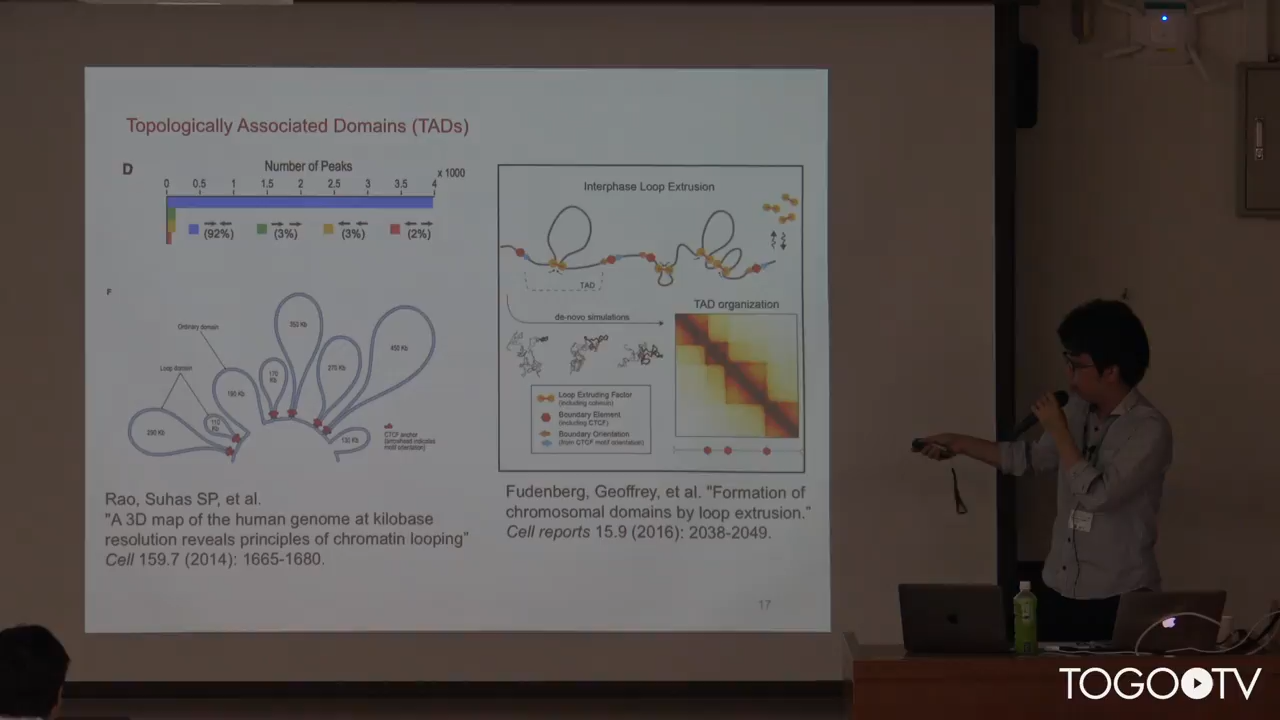 Topologically Associated Domains (TADs)
D
Number of Peaks
x 1000
0 0.5 1 1.5 2 2.5 3 3.5 4
(92%) (3%) (3%) (2%)
F
Ordinary domain
Loop domain
350 Kb
450 Kb
270 Kb
170
Kb
190 Kb
110
Kb
130 Kb
CTCF anchor
(arrowhead indicates
motif orientation)
Rao, Suhas SP, et al.
"A 3D map of the human genome at kilobase
resolution reveals principles of chromatin looping"
Cell 159.7 (2014): 1665-1680.
Interphase Loop Extrusion
TAD
de-novo simulations
TAD organization
Loop Extruding Factor
(including cohesin)
Boundary Element
(including CTCF)
Boundary Orientation
(from CTCF motif orientation)
Fudenberg, Geoffrey, et al. "Formation of
chromosomal domains by loop extrusion."
Cell reports 15.9 (2016): 2038-2049.
17
TOGO TV